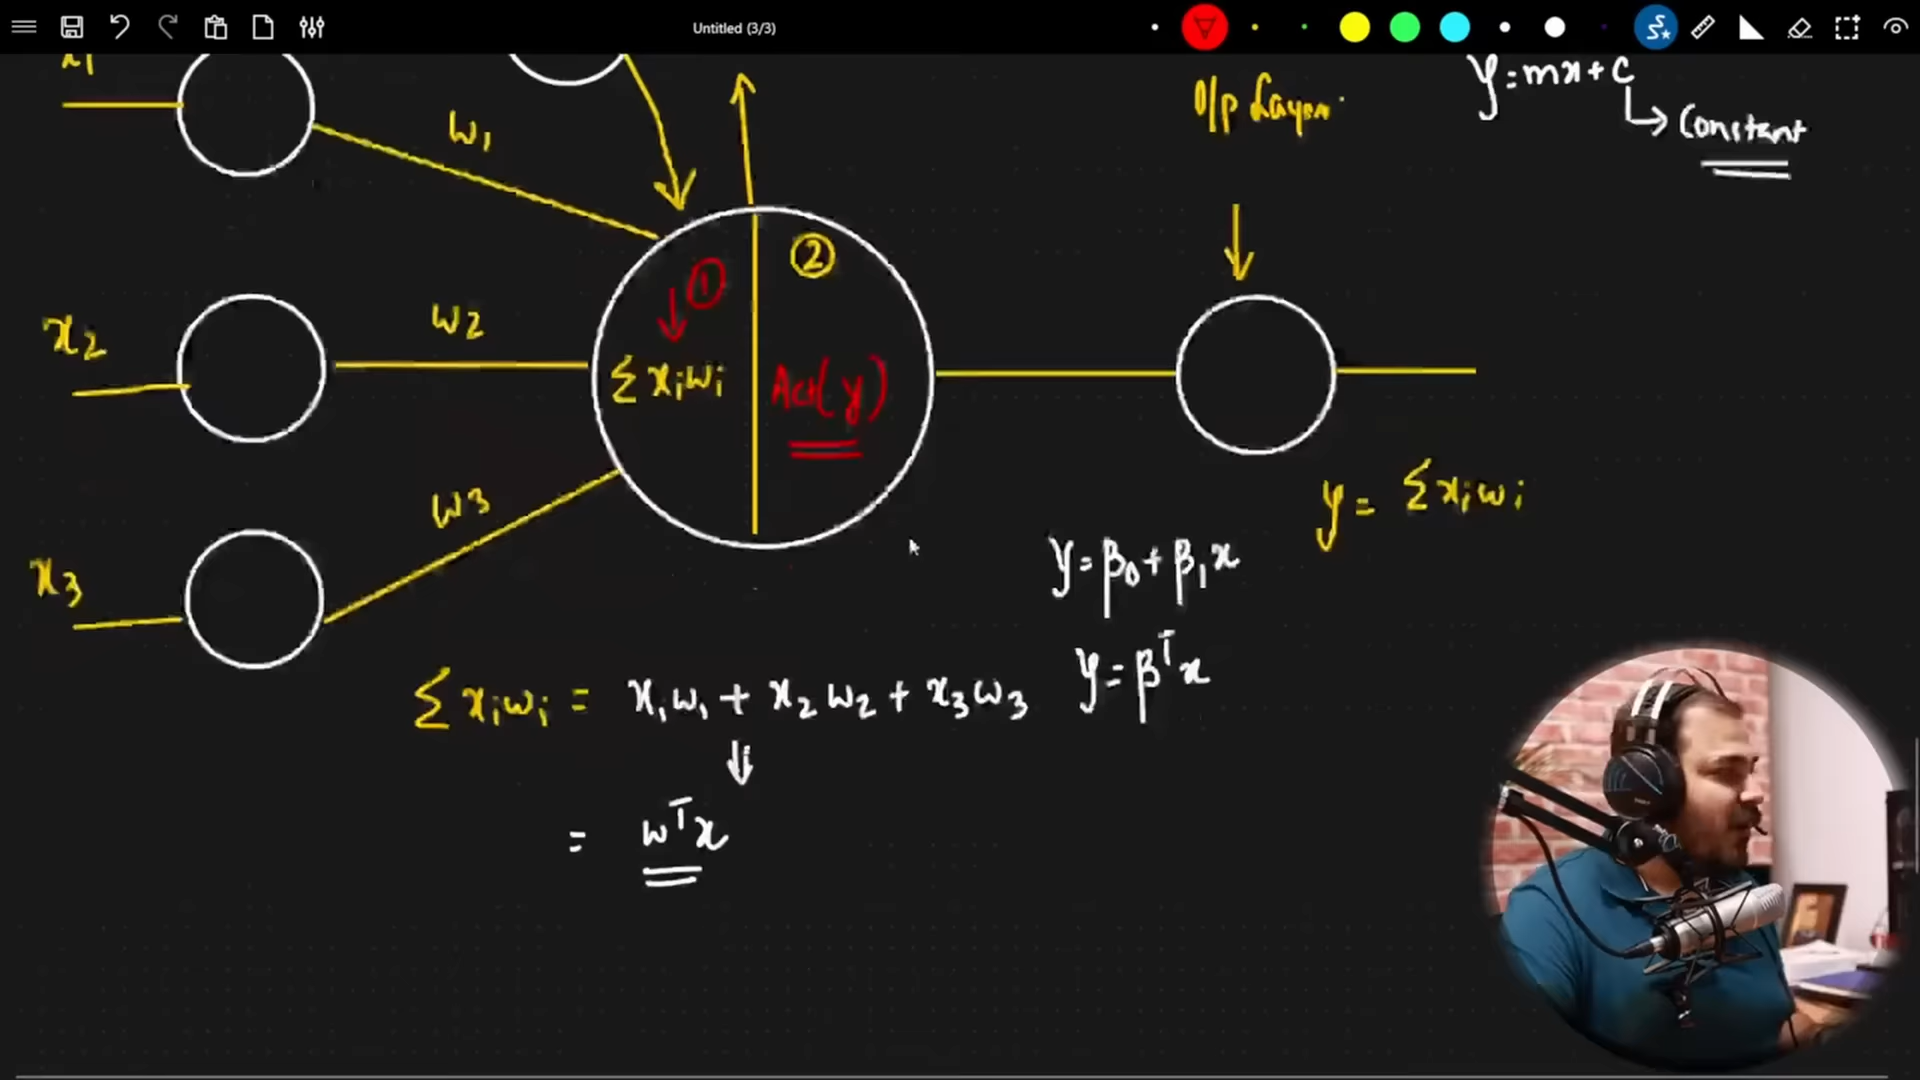 Untitled (3/3)
x1
w1
O/p Layer
y=mx+c
Constant
x2
w2
1
2
Σ xiwi
Act(y)
y= Σ xiwi
x3
w3
y=β0+β1x
y=βTx
Σ xiwi = x1w1 + x2w2 + x3w3
= wTx